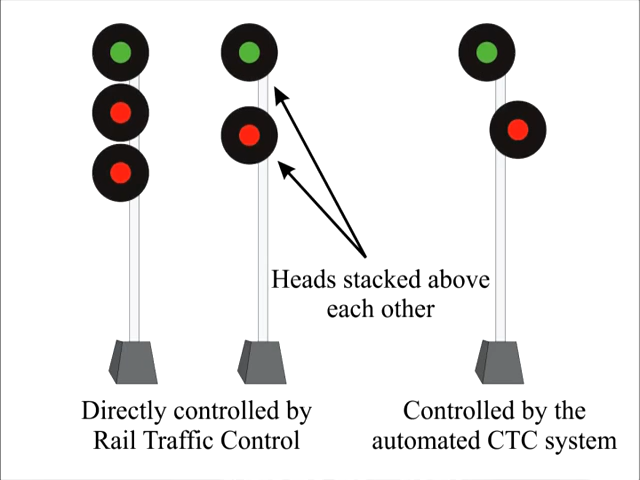 Heads stacked above
each other
Directly controlled by
Rail Traffic Control
Controlled by the
automated CTC system